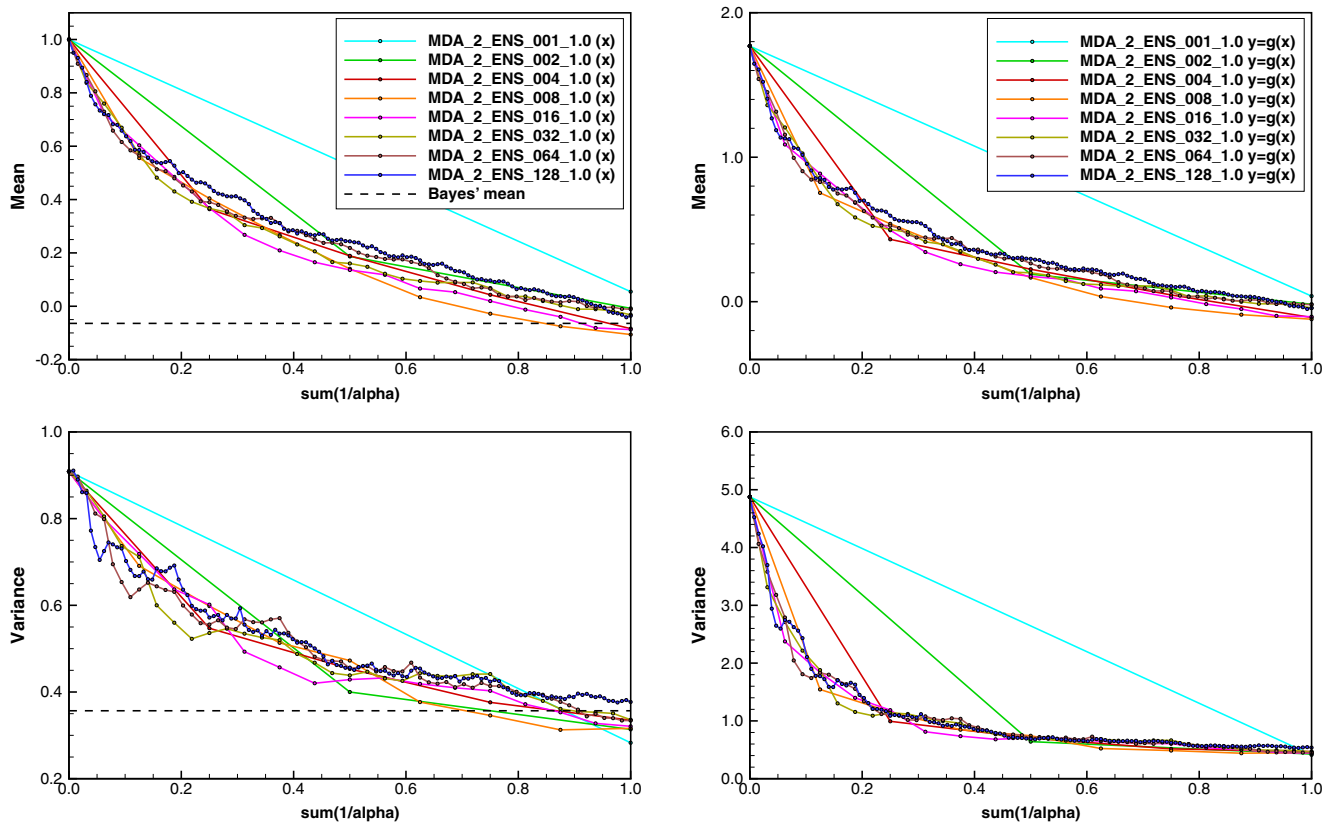 1.0
0.8
0.6
0.4
0.2
0.0
-0.2
Mean
0.0 0.2 0.4 0.6 0.8 1.0
sum(1/alpha)
MDA_2_ENS_001_1.0 (x)
MDA_2_ENS_002_1.0 (x)
MDA_2_ENS_004_1.0 (x)
MDA_2_ENS_008_1.0 (x)
MDA_2_ENS_016_1.0 (x)
MDA_2_ENS_032_1.0 (x)
MDA_2_ENS_064_1.0 (x)
MDA_2_ENS_128_1.0 (x)
Bayes' mean
2.0
1.0
0.0
Mean
0.0 0.2 0.4 0.6 0.8 1.0
sum(1/alpha)
MDA_2_ENS_001_1.0 y=g(x)
MDA_2_ENS_002_1.0 y=g(x)
MDA_2_ENS_004_1.0 y=g(x)
MDA_2_ENS_008_1.0 y=g(x)
MDA_2_ENS_016_1.0 y=g(x)
MDA_2_ENS_032_1.0 y=g(x)
MDA_2_ENS_064_1.0 y=g(x)
MDA_2_ENS_128_1.0 y=g(x)
1.0
0.8
0.6
0.4
0.2
Variance
0.0 0.2 0.4 0.6 0.8 1.0
sum(1/alpha)
6.0
5.0
4.0
3.0
2.0
1.0
0.0
Variance
0.0 0.2 0.4 0.6 0.8 1.0
sum(1/alpha)